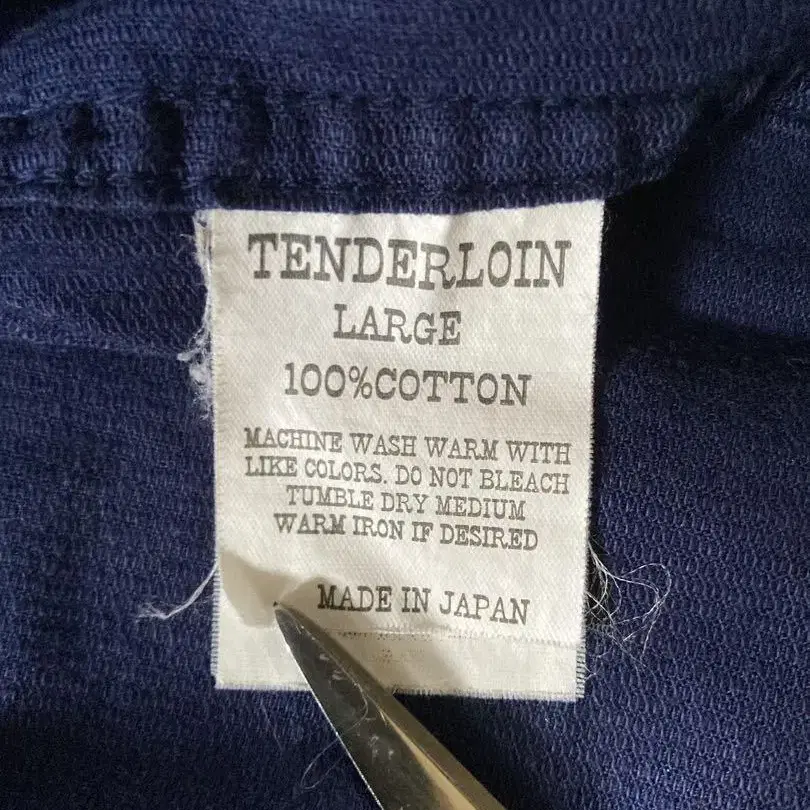 TENDERLOIN
LARGE
100%COTTON
MACHINE WASH WARM WITH
LIKE COLORS. DO NOT BLEACH
TUMBLE DRY MEDIUM
WARM IRON IF DESIRED
MADE IN JAPAN